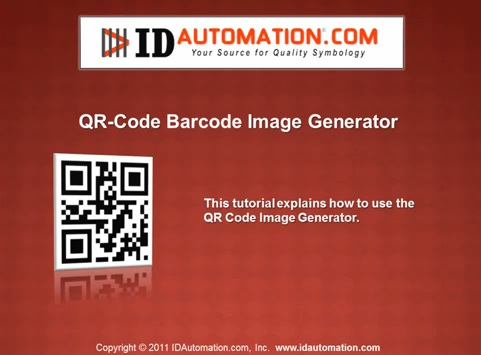 IDAUTOMATION.COM®
Your Source for Quality Symbology
QR-Code Barcode Image Generator
This tutorial explains how to use the
QR Code Image Generator.
Copyright © 2011 IDAutomation.com, Inc. www.idautomation.com